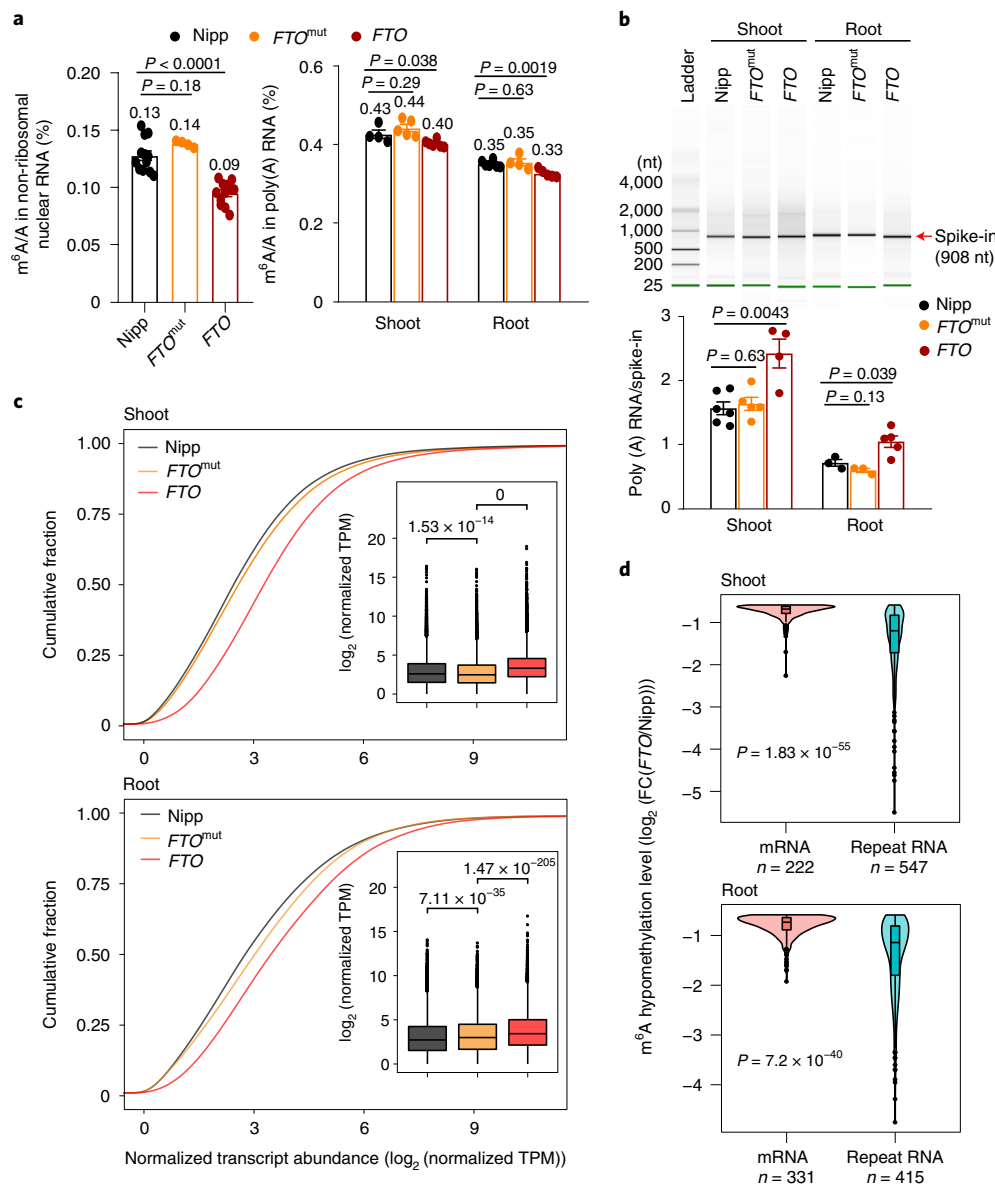 a
Nipp
FTO^mut
FTO
m⁶A/A in non-ribosomal
nuclear RNA (%)
0.20
0.15
0.10
0.05
0
P < 0.0001
P = 0.18
0.13
0.14
0.09
Nipp
FTO^mut
FTO
m⁶A/A in poly(A) RNA (%)
0.6
0.4
0.2
0
P = 0.038
P = 0.29
0.43
0.44
0.40
P = 0.0019
P = 0.63
0.35
0.35
0.33
Shoot
Root
b
Shoot
Root
Ladder
Nipp
FTO^mut
FTO
Nipp
FTO^mut
FTO
(nt)
4,000
2,000
1,000
500
200
25
Spike-in
(908 nt)
Nipp
FTO^mut
FTO
Poly (A) RNA/spike-in
3
2
1
0
P = 0.0043
P = 0.63
P = 0.039
P = 0.13
Shoot
Root
c
Shoot
Cumulative fraction
1.00
0.75
0.50
0.25
0
Nipp
FTO^mut
FTO
log₂ (normalized TPM)
20
15
10
5
0
1.53 × 10⁻¹⁴
0
0
3
6
9
Root
Cumulative fraction
1.00
0.75
0.50
0.25
0
Nipp
FTO^mut
FTO
log₂ (normalized TPM)
20
15
10
5
0
7.11 × 10⁻³⁵
1.47 × 10⁻²⁰⁵
0
3
6
9
Normalized transcript abundance (log₂ (normalized TPM))
d
m⁶A hypomethylation level (log₂ (FC(FTO/Nipp)))
Shoot
−1
−2
−3
−4
−5
P = 1.83 × 10⁻⁵⁵
mRNA
n = 222
Repeat RNA
n = 547
Root
−1
−2
−3
−4
P = 7.2 × 10⁻⁴⁰
mRNA
n = 331
Repeat RNA
n = 415